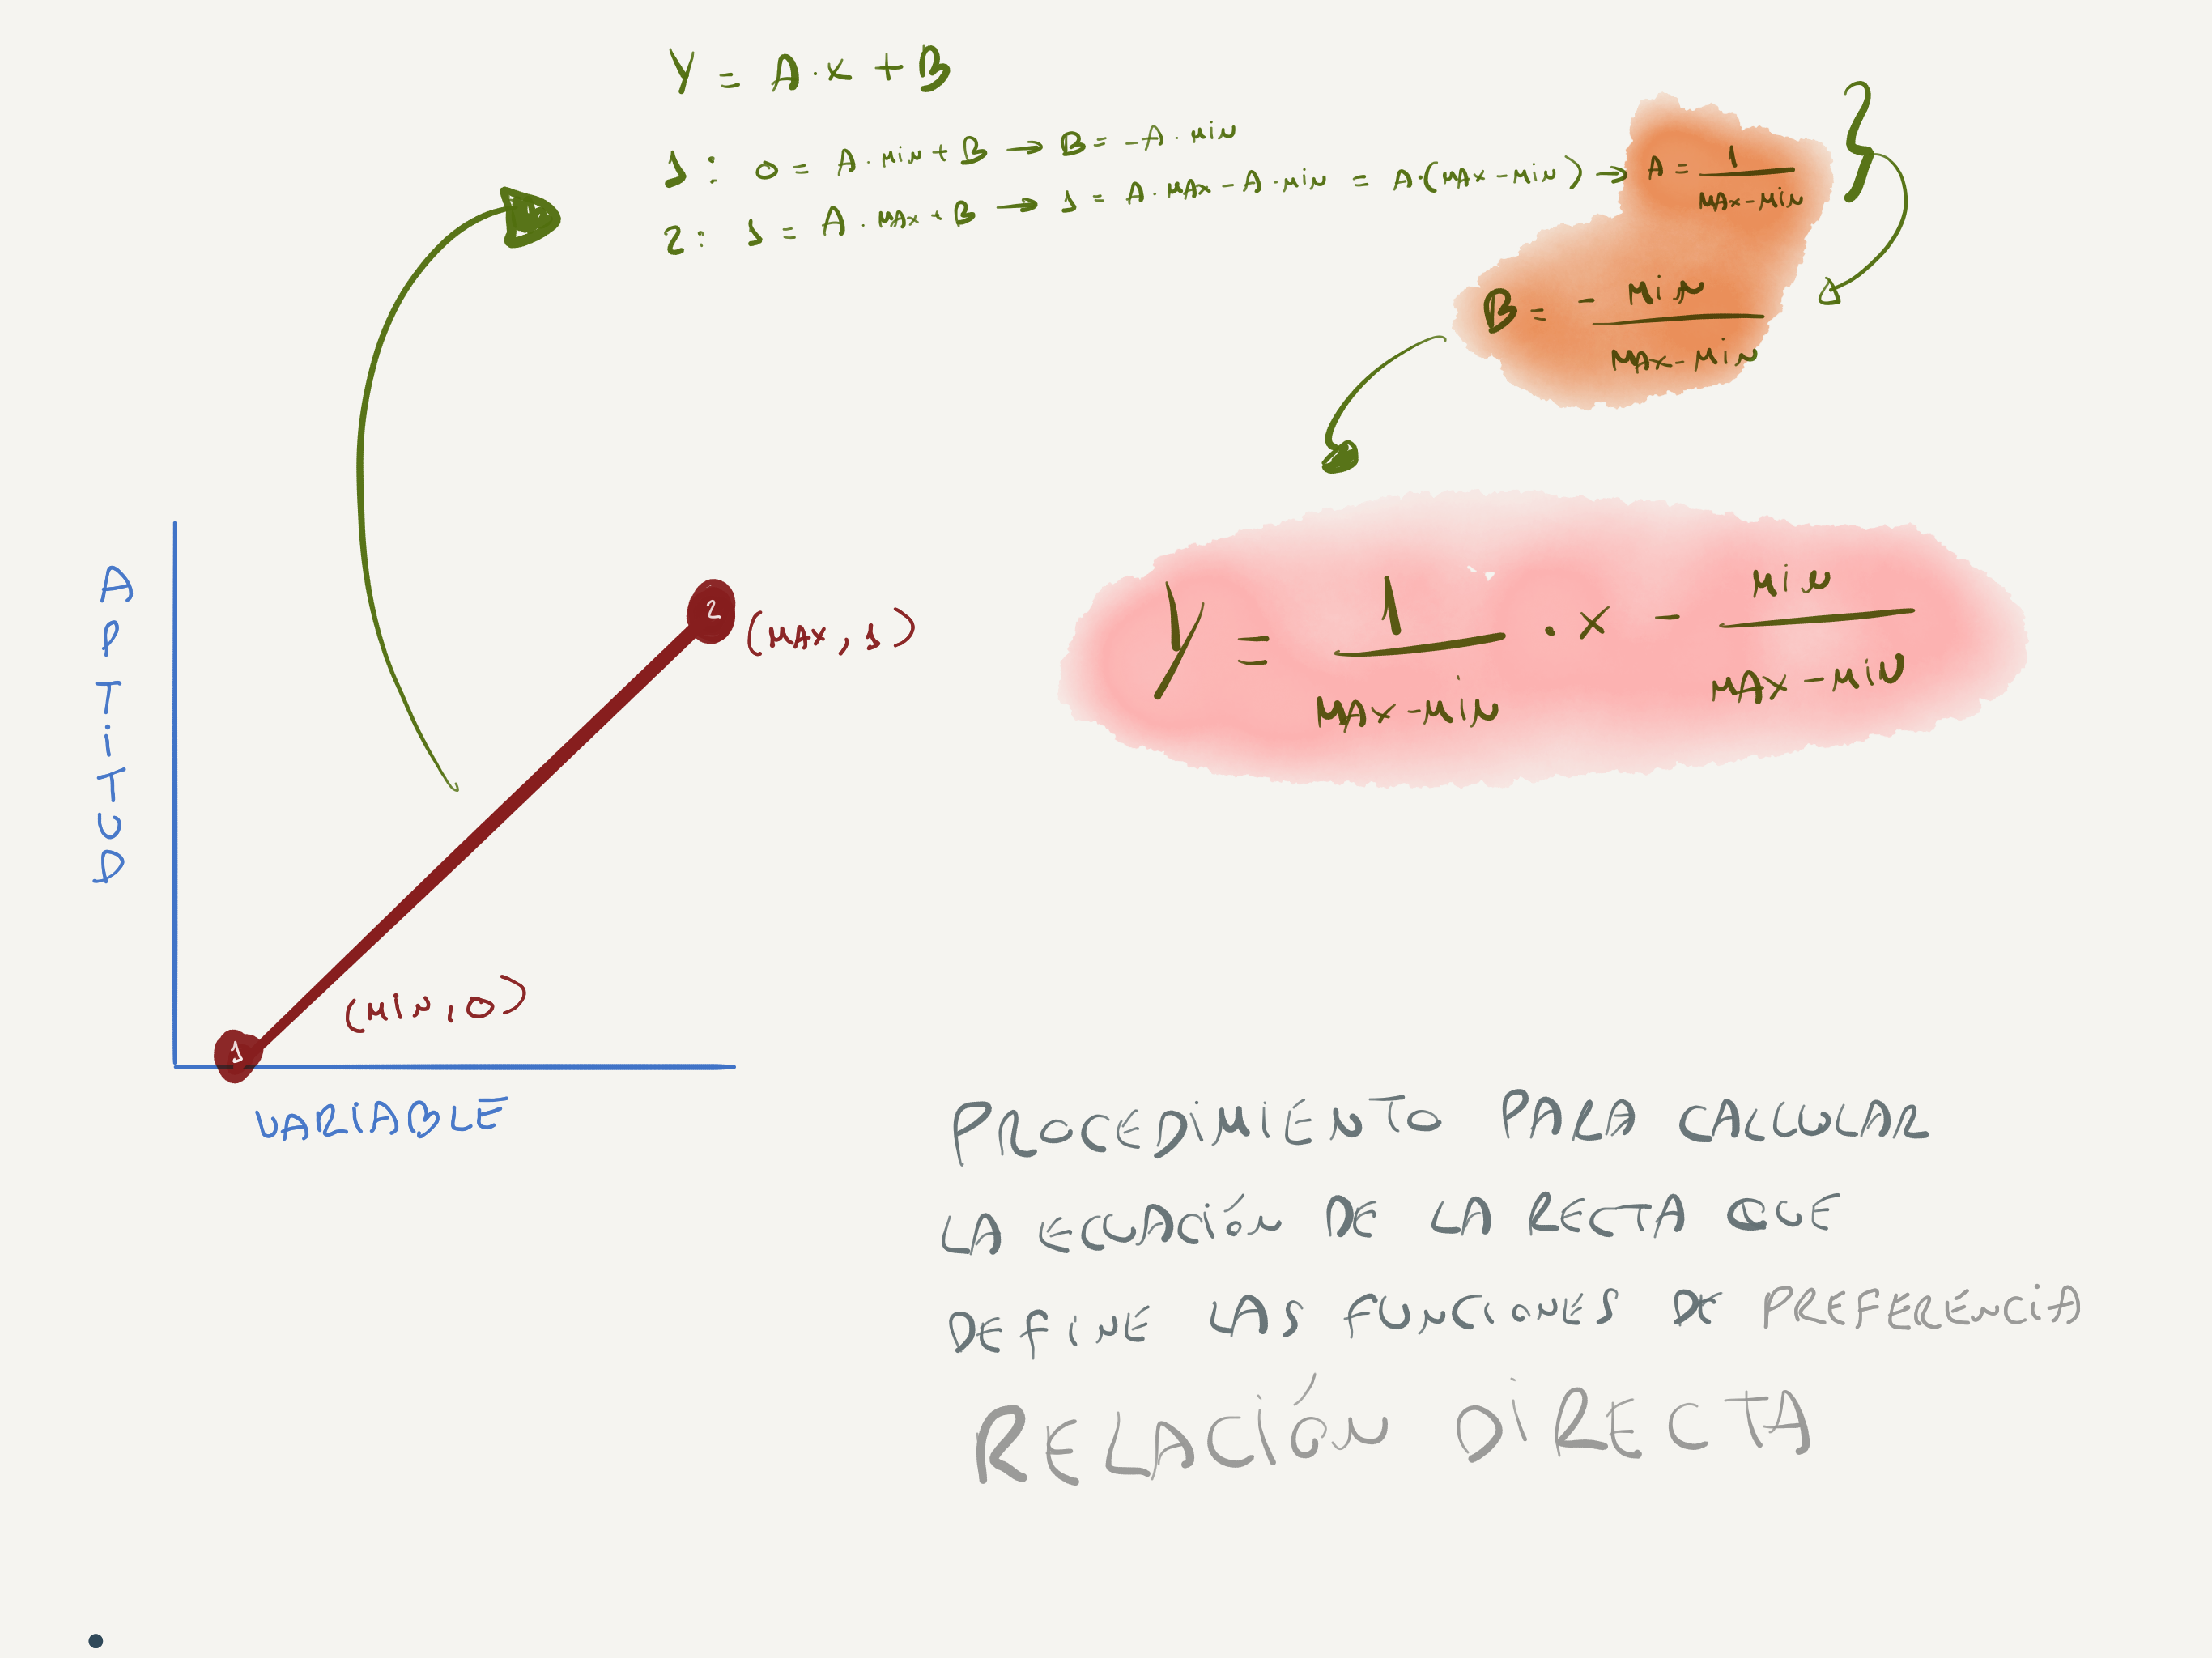 Y = A·x + B
1: 0 = A·MiN + B → B = -A·MiN
2: 1 = A·MAX + B → 1 = A·MAX - A·MiN = A·(MAX-MiN) → A = 1/(MAX-MiN)
B = - MiN/(MAX-MiN)
Y = 1/(MAX-MiN) · x - MiN/(MAX-MiN)
APTiTUD
2
(MAX, 1)
(MiN, 0)
1
VARiABLE
PROCEDiMiENTO PARA CALCULAR
LA ECUACiÓN DE LA RECTA QUE
DEFiNE LAS FUNCiONES DE PREFERENCiA
RELACiÓN DiRECTA